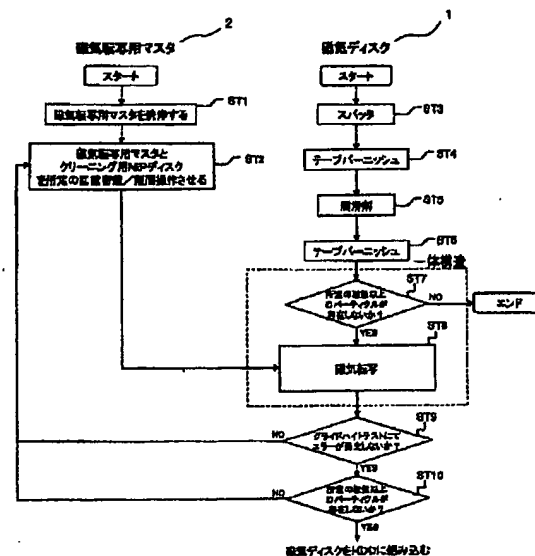 2
1
磁気転写用マスタ
磁気ディスク
スタート
スタート
ST1
磁気転写用マスタを洗浄する
スパッタ
ST3
磁気転写用マスタと
クリーニング用NiPディスク
を所定の回数密着/離間操作させる
ST2
テープバーニッシュ
ST4
潤滑剤
ST5
テープバーニッシュ
ST6
一体構造
ST7
所定の数値以上
のパーティクルが
存在しないか?
NO
エンド
YES
ST8
磁気転写
ST9
グライドハイトテストにて
エラーが発生しないか?
NO
YES
ST10
所定の数値以上
のパーティクルが
存在しないか?
NO
YES
磁気ディスクをHDDに組み込む